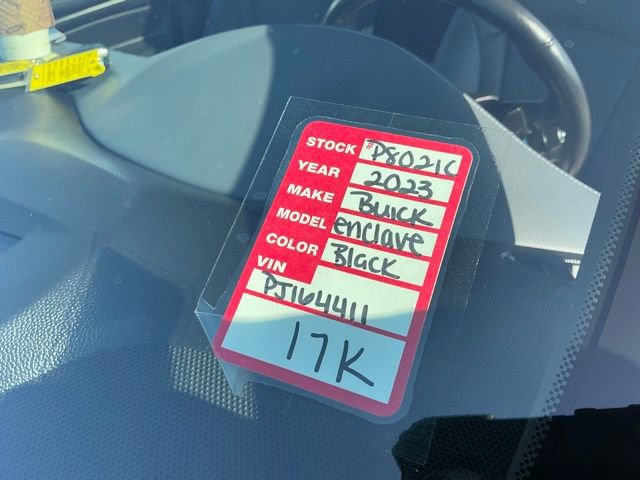 STOCK #P8021C
YEAR 2023
MAKE Buick
MODEL enclave
COLOR Black
VIN
PJ164411
17K